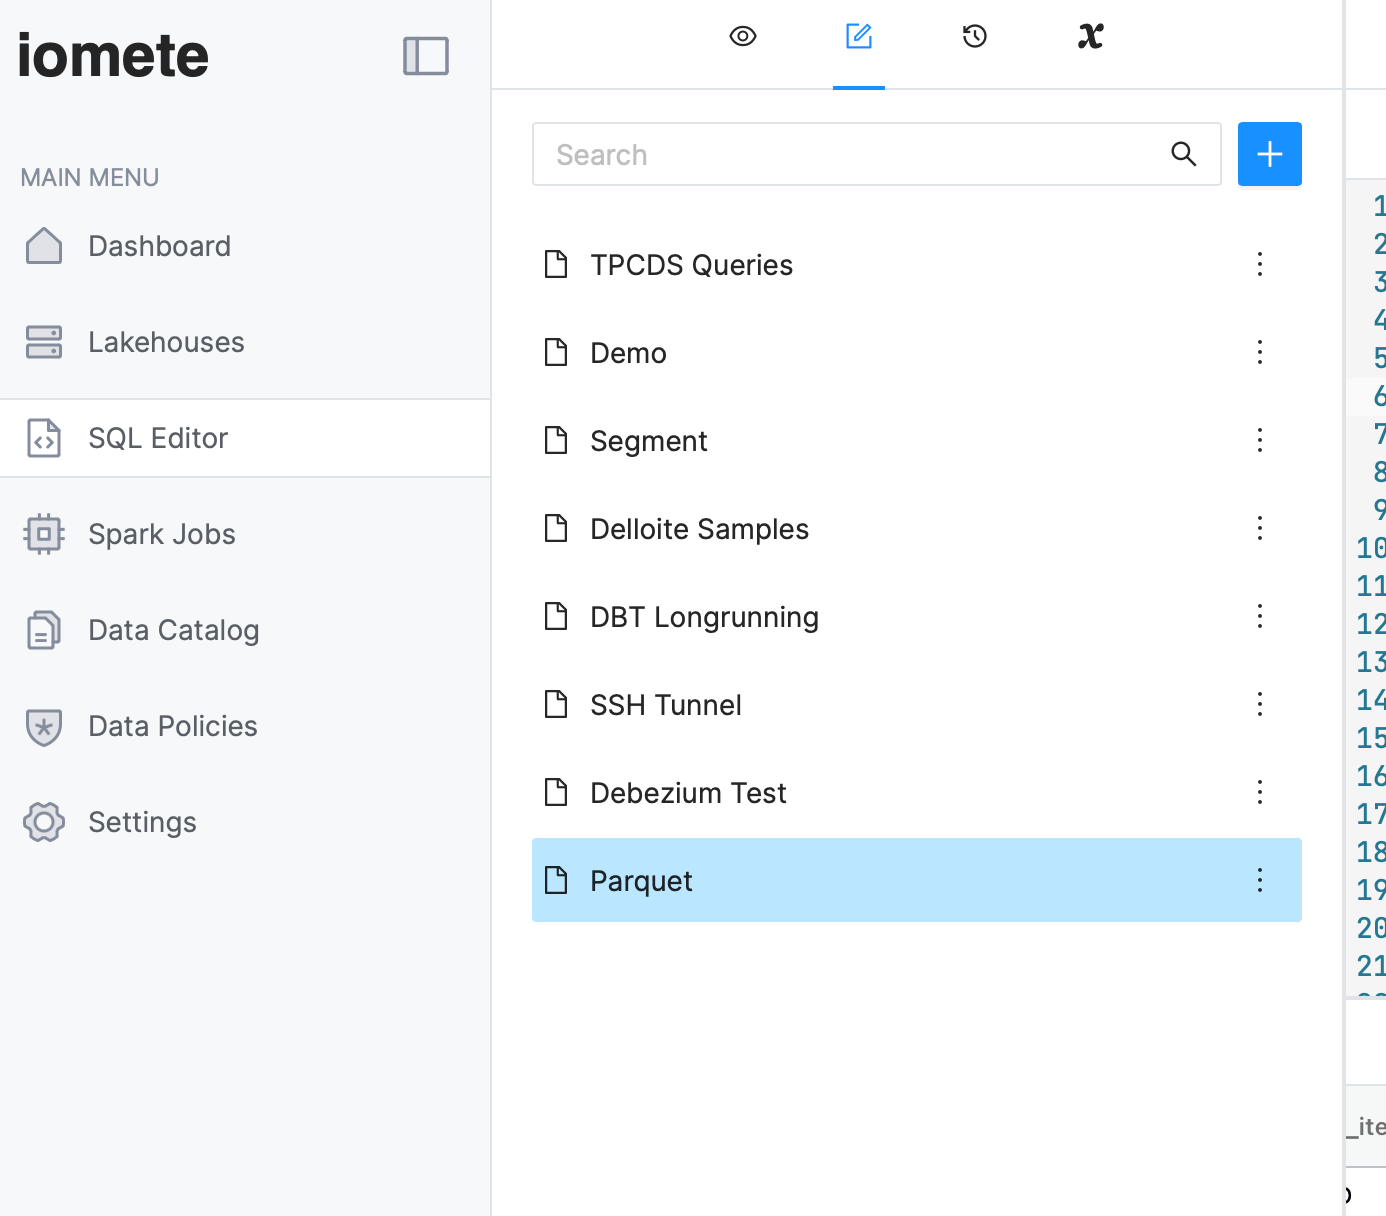 iomete
MAIN MENU
Dashboard
Lakehouses
SQL Editor
Spark Jobs
Data Catalog
Data Policies
Settings
x
Search
TPCDS Queries
Demo
Segment
Delloite Samples
DBT Longrunning
SSH Tunnel
Debezium Test
Parquet
1
2
3
4
5
6
7
8
9
10
11
12
13
14
15
16
17
18
19
20
21
_ite